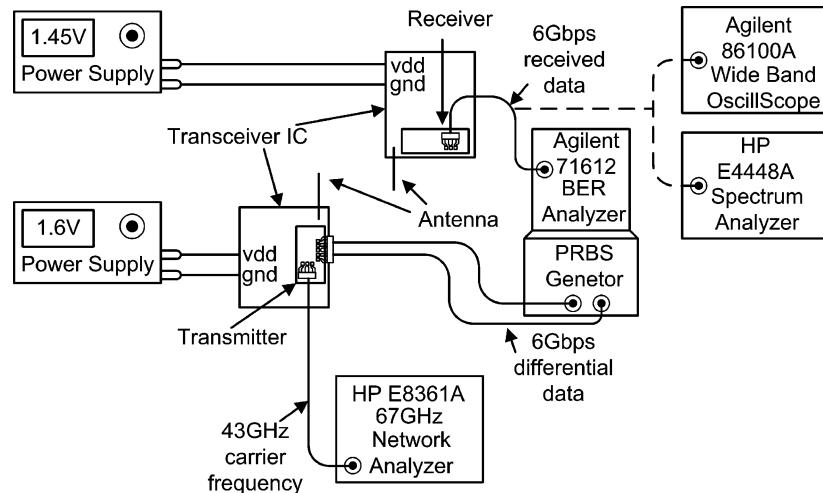 1.45V
Power Supply
vdd
gnd
Receiver
6Gbps
received
data
Agilent
86100A
Wide Band
OscillScope
Transceiver IC
Agilent
71612
BER
Analyzer
HP
E4448A
Spectrum
Analyzer
Antenna
1.6V
Power Supply
vdd
gnd
PRBS
Genetor
Transmitter
6Gbps
differential
data
HP E8361A
67GHz
Network
Analyzer
43GHz
carrier
frequency